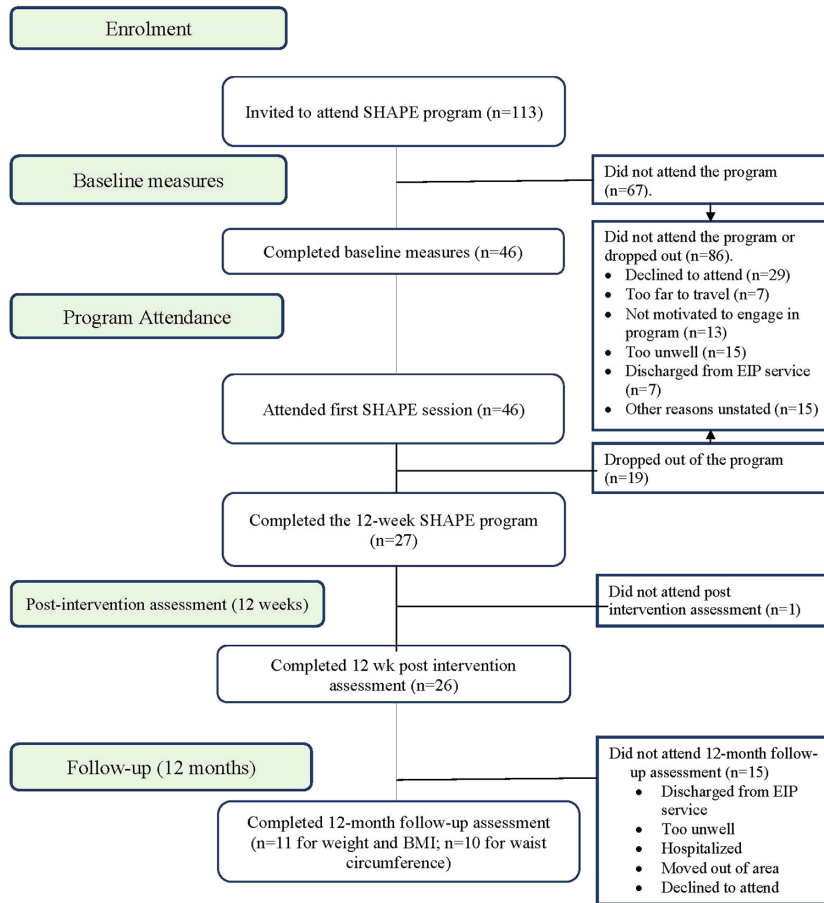 Enrolment
Invited to attend SHAPE program (n=113)
Baseline measures
Did not attend the program
(n=67).
Completed baseline measures (n=46)
Did not attend the program or
dropped out (n=86).
• Declined to attend (n=29)
• Too far to travel (n=7)
• Not motivated to engage in
program (n=13)
• Too unwell (n=15)
• Discharged from EIP service
(n=7)
• Other reasons unstated (n=15)
Program Attendance
Attended first SHAPE session (n=46)
Dropped out of the program
(n=19)
Completed the 12-week SHAPE program
(n=27)
Post-intervention assessment (12 weeks)
Did not attend post
intervention assessment (n=1)
Completed 12 wk post intervention
assessment (n=26)
Follow-up (12 months)
Did not attend 12-month follow-
up assessment (n=15)
• Discharged from EIP
service
• Too unwell
• Hospitalized
• Moved out of area
• Declined to attend
Completed 12-month follow-up assessment
(n=11 for weight and BMI; n=10 for waist
circumference)